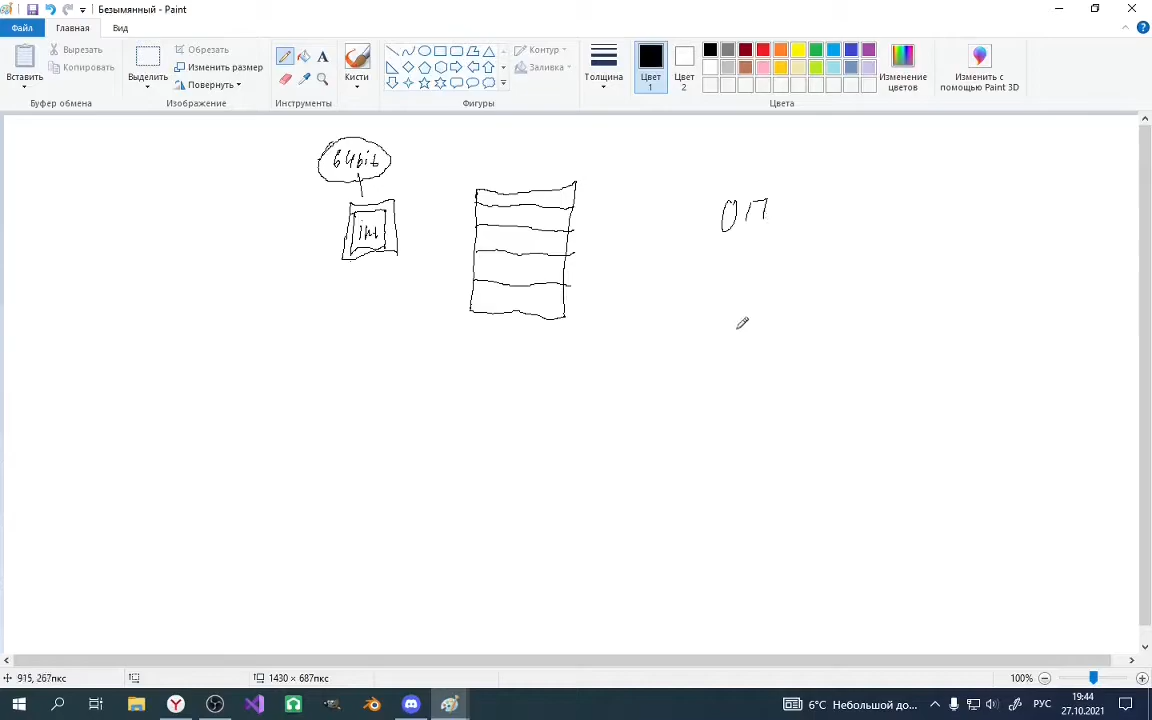 Безымянный - Paint
Файл Главная Вид
Вставить
Вырезать
Копировать
Буфер обмена
Выделить
Обрезать
Изменить размер
Повернуть
Изображение
Инструменты
Кисти
Контур
Заливка
Фигуры
Толщина
Цвет 1
Цвет 2
Изменение цветов
Изменить с помощью Paint 3D
Цвета
64bit
int
ОП
915, 267пкс
1430 × 687пкс
100%
6°C Небольшой до...
РУС
19:44
27.10.2021